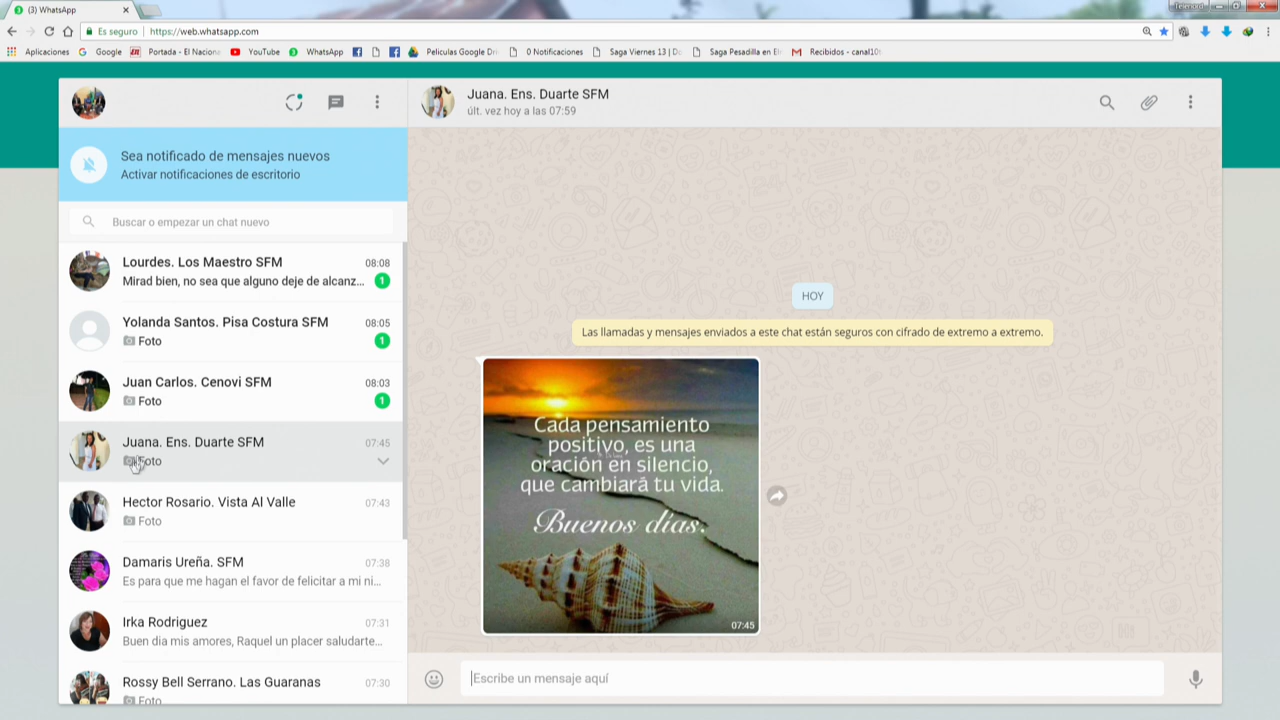 (3) WhatsApp
Es seguro
https://web.whatsapp.com
Aplicaciones
Google
Portada - El Nacion
YouTube
WhatsApp
Peliculas Google Dri
0 Notificaciones
Saga Viernes 13 | D
Saga Pesadilla en El
Recibidos - canal10
Juana. Ens. Duarte SFM
últ. vez hoy a las 07:59
Sea notificado de mensajes nuevos
Activar notificaciones de escritorio
Buscar o empezar un chat nuevo
Lourdes. Los Maestro SFM
08:08
Mirad bien, no sea que alguno deje de alcanz...
1
Yolanda Santos. Pisa Costura SFM
08:05
Foto
1
Juan Carlos. Cenovi SFM
08:03
Foto
1
Juana. Ens. Duarte SFM
07:45
Foto
Hector Rosario. Vista Al Valle
07:43
Foto
Damaris Ureña. SFM
07:38
Es para que me hagan el favor de felicitar a mi ni...
Irka Rodriguez
07:31
Buen dia mis amores, Raquel un placer saludarte...
Rossy Bell Serrano. Las Guaranas
07:30
Foto
HOY
Las llamadas y mensajes enviados a este chat están seguros con cifrado de extremo a extremo.
Cada pensamiento
positivo, es una
oración en silencio,
que cambiará tu vida.
Buenos días.
07:45
Escribe un mensaje aquí